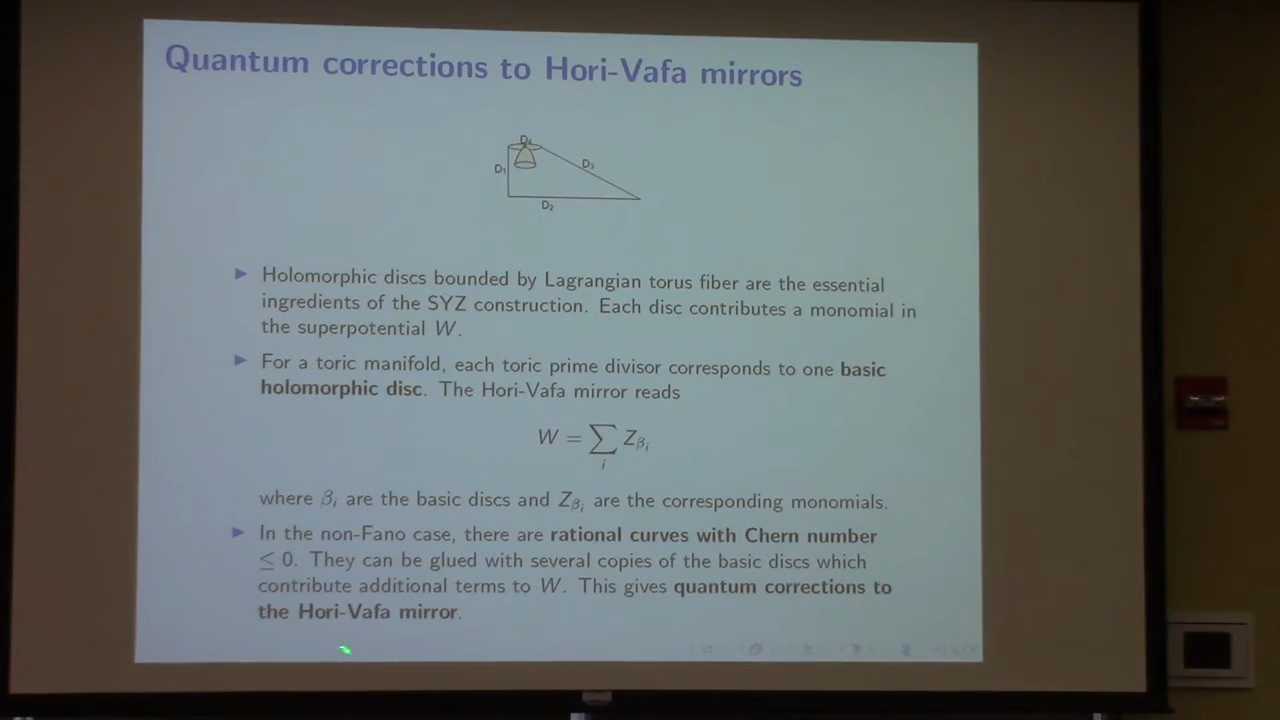 Quantum corrections to Hori-Vafa mirrors
D₄
D₁
D₃
D₂
▶ Holomorphic discs bounded by Lagrangian torus fiber are the essential
ingredients of the SYZ construction. Each disc contributes a monomial in
the superpotential W.
▶ For a toric manifold, each toric prime divisor corresponds to one basic
holomorphic disc. The Hori-Vafa mirror reads
W = ∑ᵢ Z_{βᵢ}
where βᵢ are the basic discs and Z_{βᵢ} are the corresponding monomials.
▶ In the non-Fano case, there are rational curves with Chern number
≤ 0. They can be glued with several copies of the basic discs which
contribute additional terms to W. This gives quantum corrections to
the Hori-Vafa mirror.